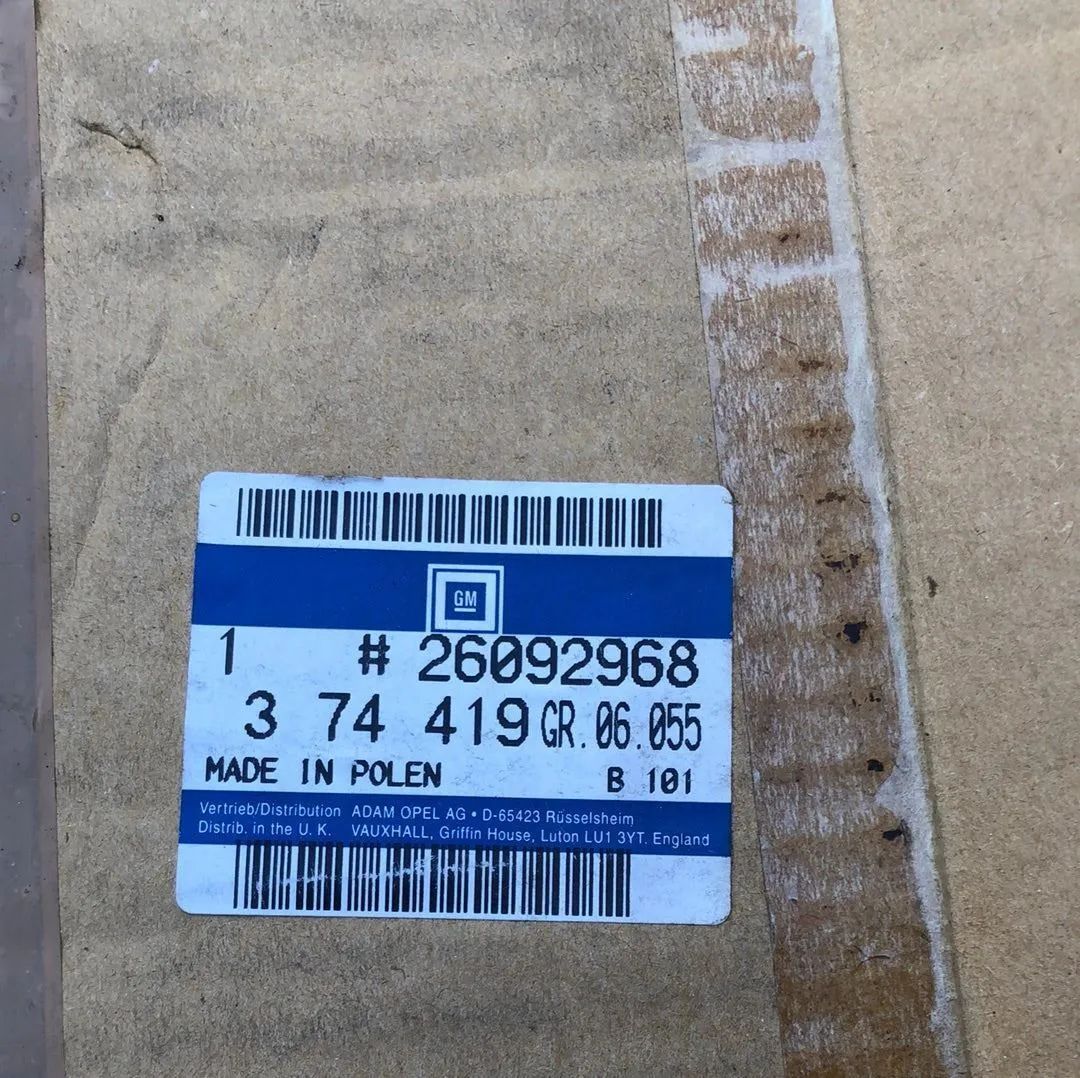 GM
1 # 26092968
3 74 419 GR. 06.055
MADE IN POLEN B 101
Vertrieb/Distribution ADAM OPEL AG • D-65423 Rüsselsheim
Distrib. in the U. K. VAUXHALL, Griffin House, Luton LU1 3YT. England